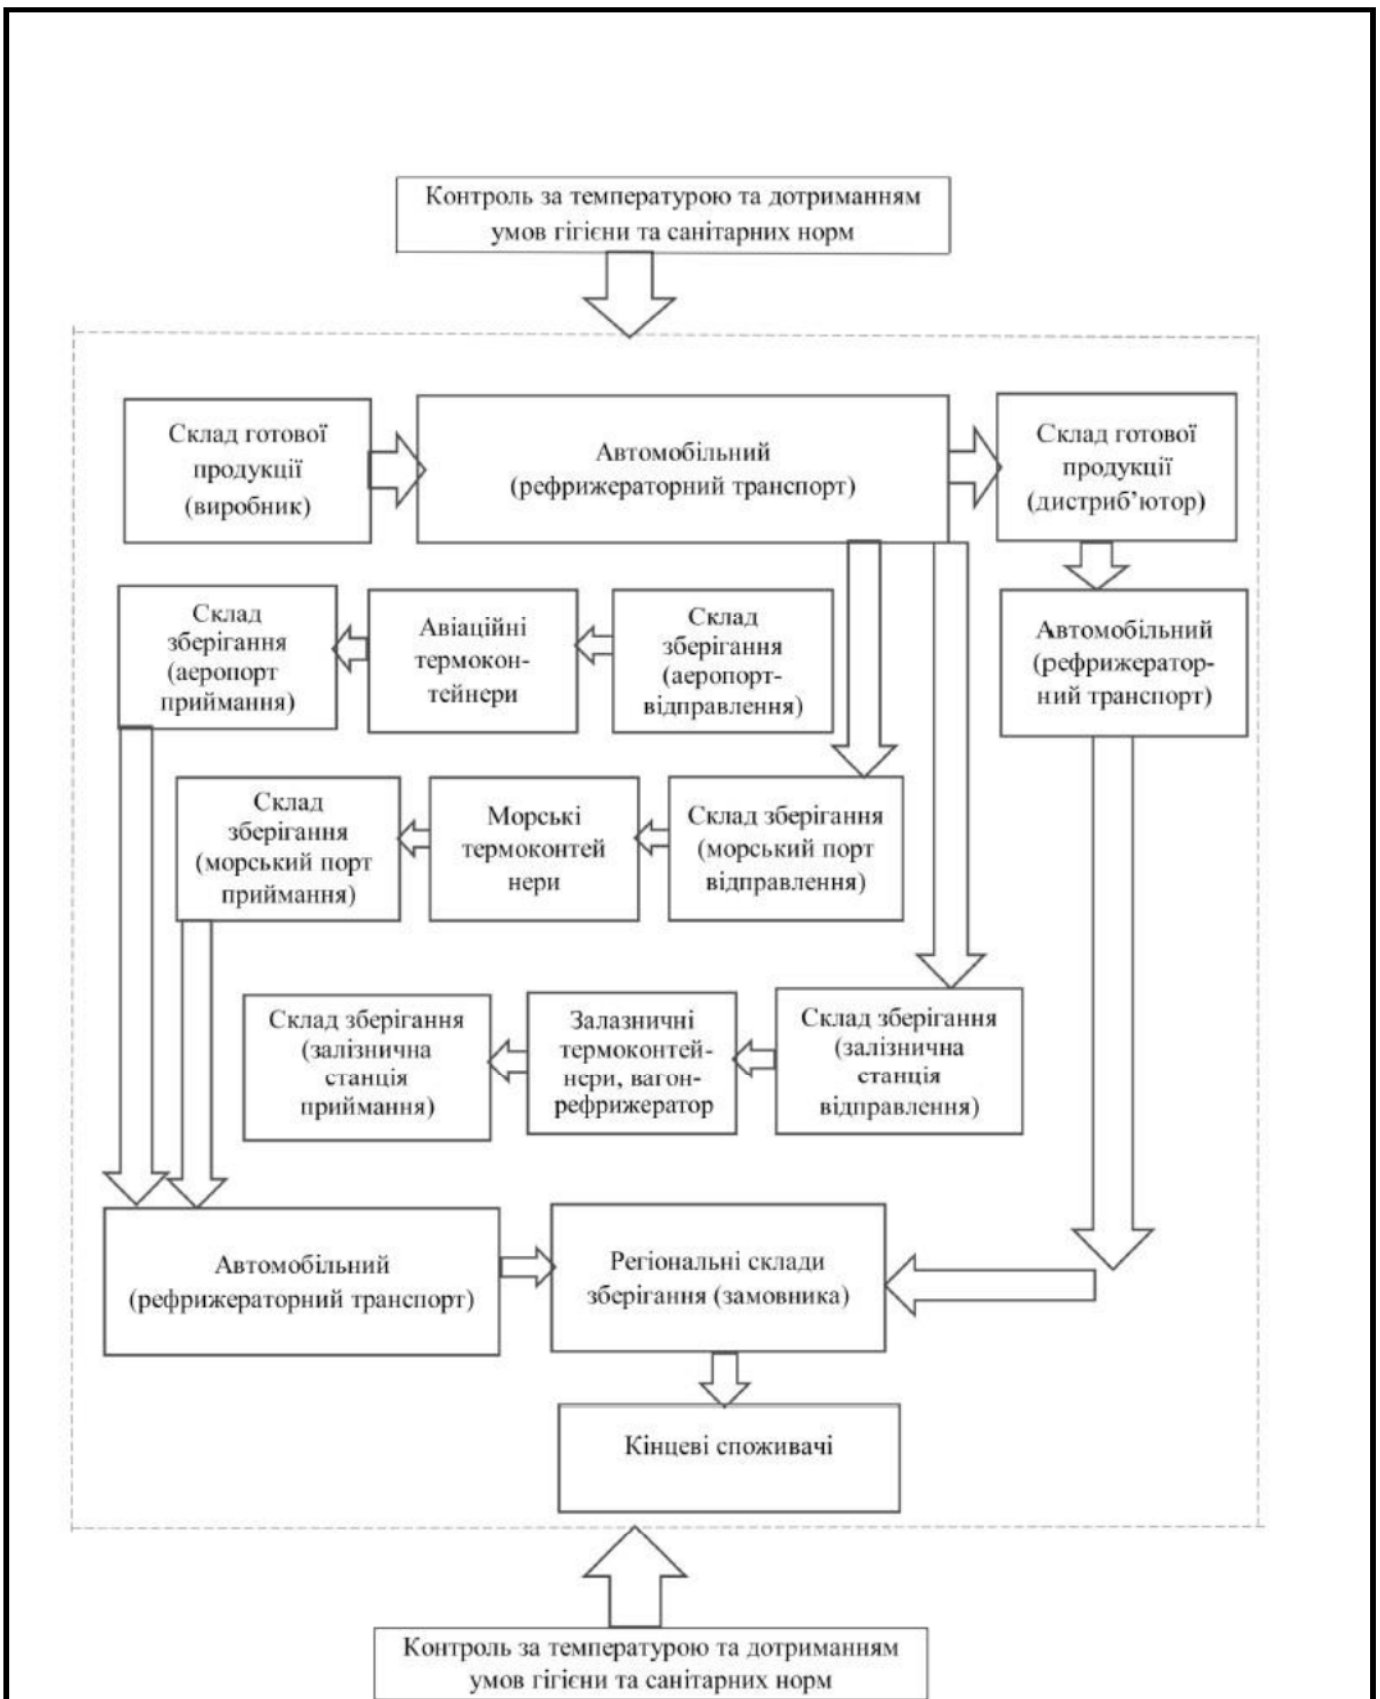 Контроль за температурою та дотриманням
умов гігієни та санітарних норм
Склад готової
продукції
(виробник)
Автомобільний
(рефрижераторний транспорт)
Склад готової
продукції
(дистриб’ютор)
Склад
зберігання
(аеропорт
приймання)
Авіаційні
термокон-
тейнери
Склад
зберігання
(аеропорт-
відправлення)
Автомобільний
(рефрижератор-
ний транспорт)
Склад
зберігання
(морський порт
приймання)
Морські
термоконтей
нери
Склад зберігання
(морський порт
відправлення)
Склад зберігання
(залізнична
станція
приймання)
Залазничні
термоконтей-
нери, вагон-
рефрижератор
Склад зберігання
(залізнична
станція
відправлення)
Автомобільний
(рефрижераторний транспорт)
Регіональні склади
зберігання (замовника)
Кінцеві споживачі
Контроль за температурою та дотриманням
умов гігієни та санітарних норм